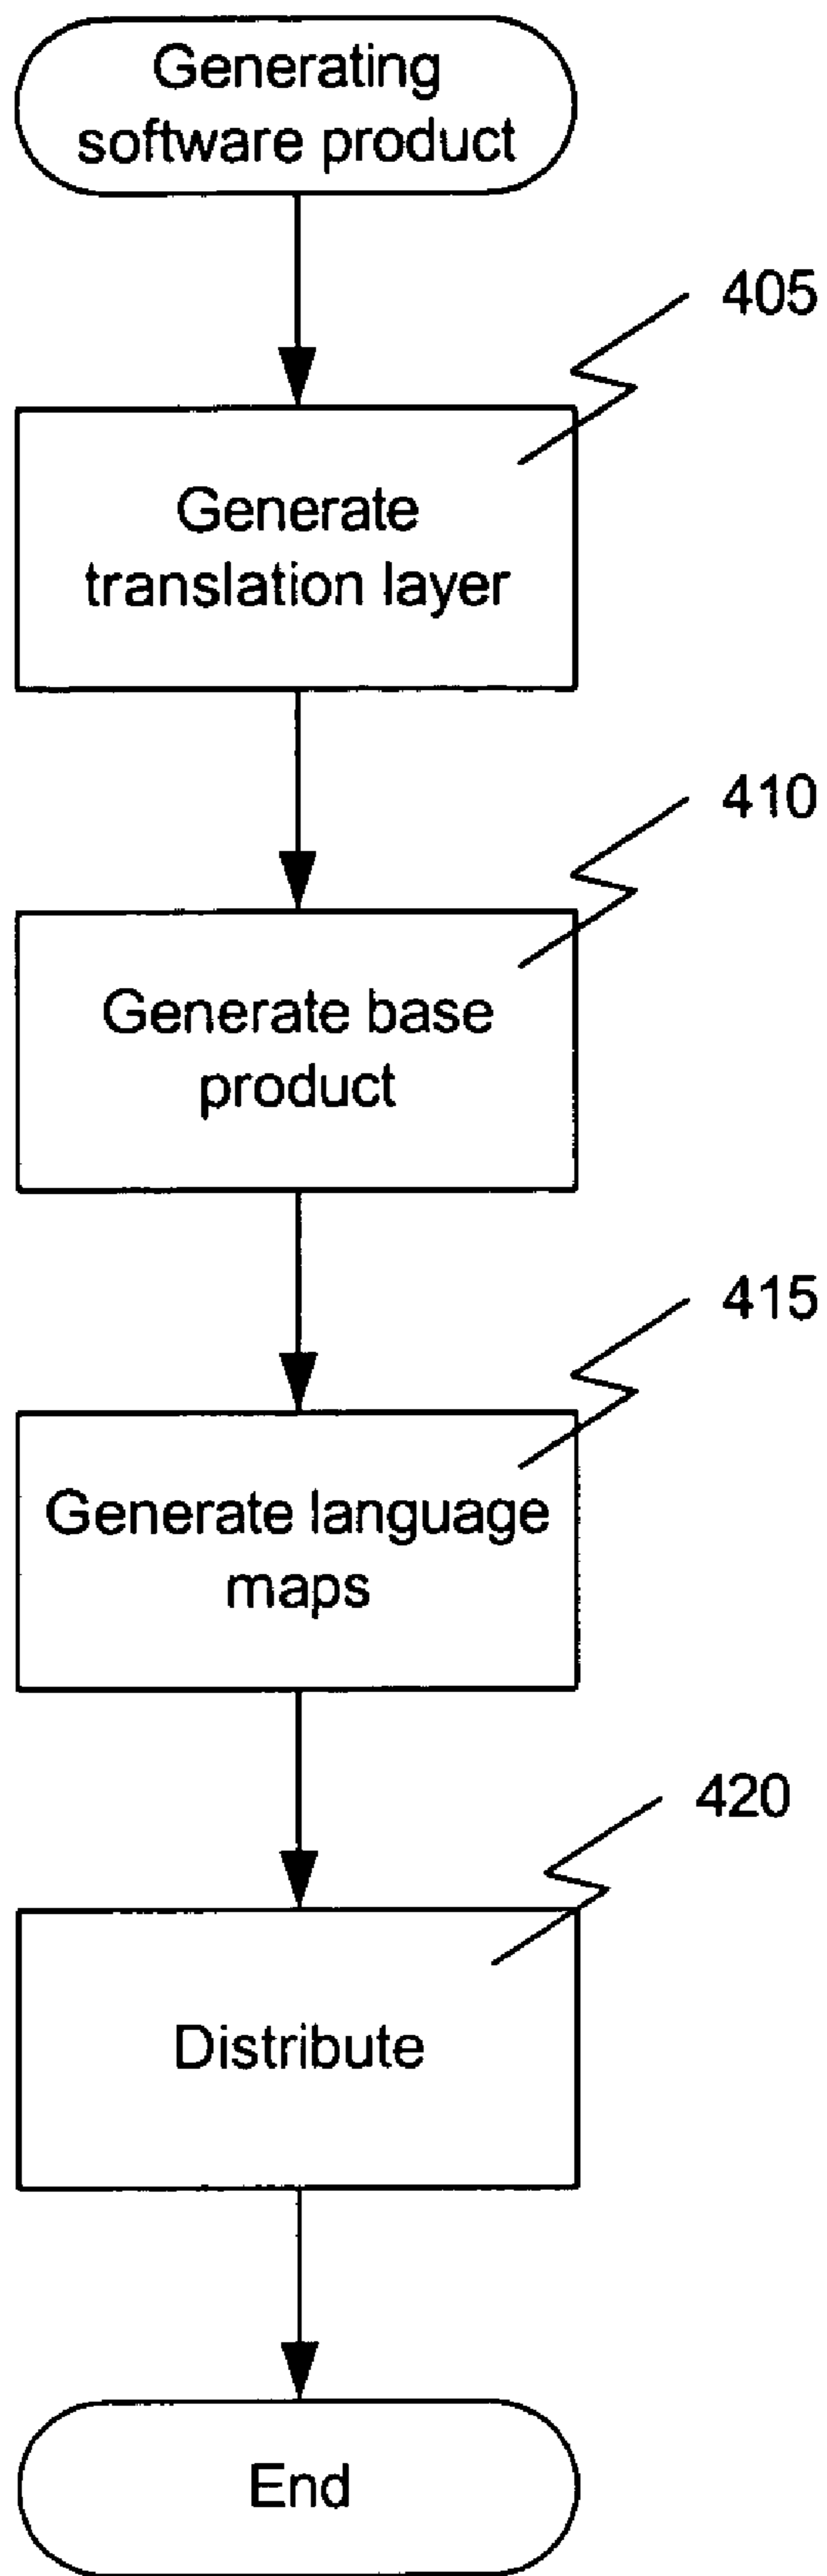 Generating
software product
405
Generate
translation layer
410
Generate base
product
415
Generate language
maps
420
Distribute
End